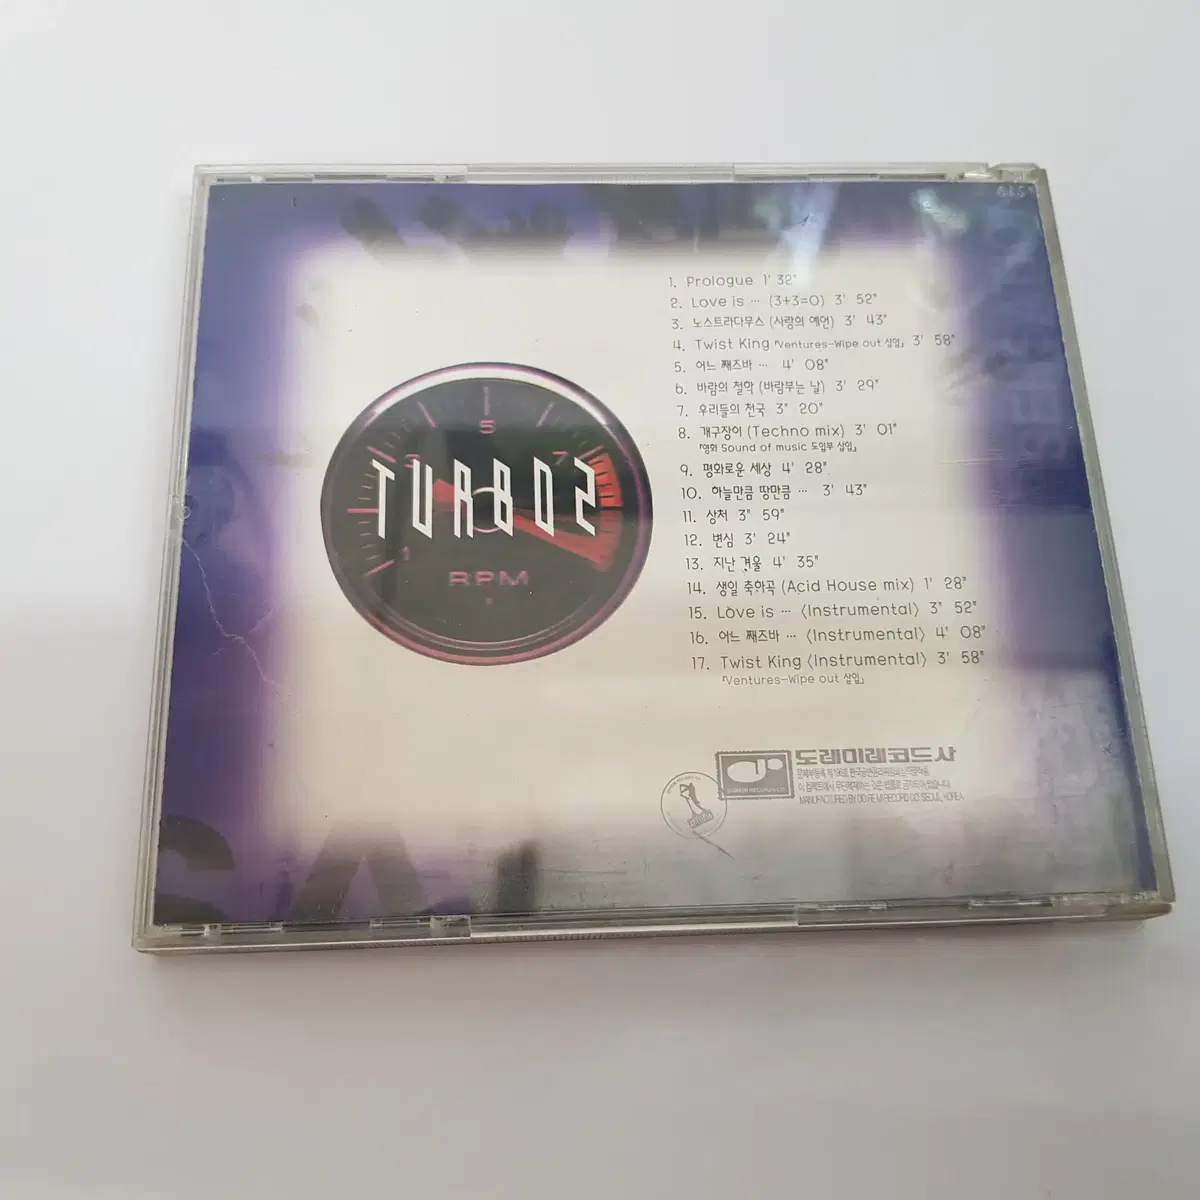 TURBO2
5
7
1
RPM
1. Prologue 1' 32"
2. Love is ··· (3+3=0) 3' 52"
3. 노스트라다무스 (사랑의 예언) 3' 43"
4. Twist King 『Ventures-Wipe out 삽입』 3' 58"
5. 어느 째즈바 ··· 4' 08"
6. 바람의 철학 (바람부는 날) 3' 29"
7. 우리들의 천국 3" 20"
8. 개구장이 (Techno mix) 3' 01"
『영화 Sound of music 도입부 삽입』
9. 평화로운 세상 4' 28"
10. 하늘만큼 땅만큼 ··· 3' 43"
11. 상처 3" 59"
12. 변심 3' 24"
13. 지난 겨울 4' 35"
14. 생일 축하곡 (Acid House mix) 1' 28"
15. Love is ··· 〈Instrumental〉 3" 52"
16. 어느 째즈바 ··· 〈Instrumental〉 4' 08"
17. Twist King 〈Instrumental〉 3' 58"
『Ventures-Wipe out 삽입』
도레미레코드사
MANUFACTURED BY DO RE MI RECORD CO. SEOUL, KOREA